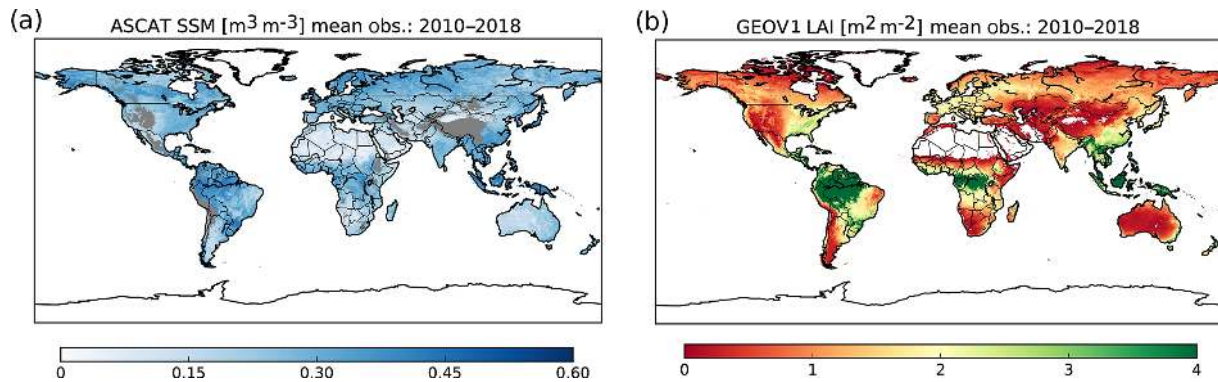 (a)
ASCAT SSM [m³ m⁻³] mean obs.: 2010–2018
0 0.15 0.30 0.45 0.60
(b)
GEOV1 LAI [m² m⁻²] mean obs.: 2010–2018
0 1 2 3 4